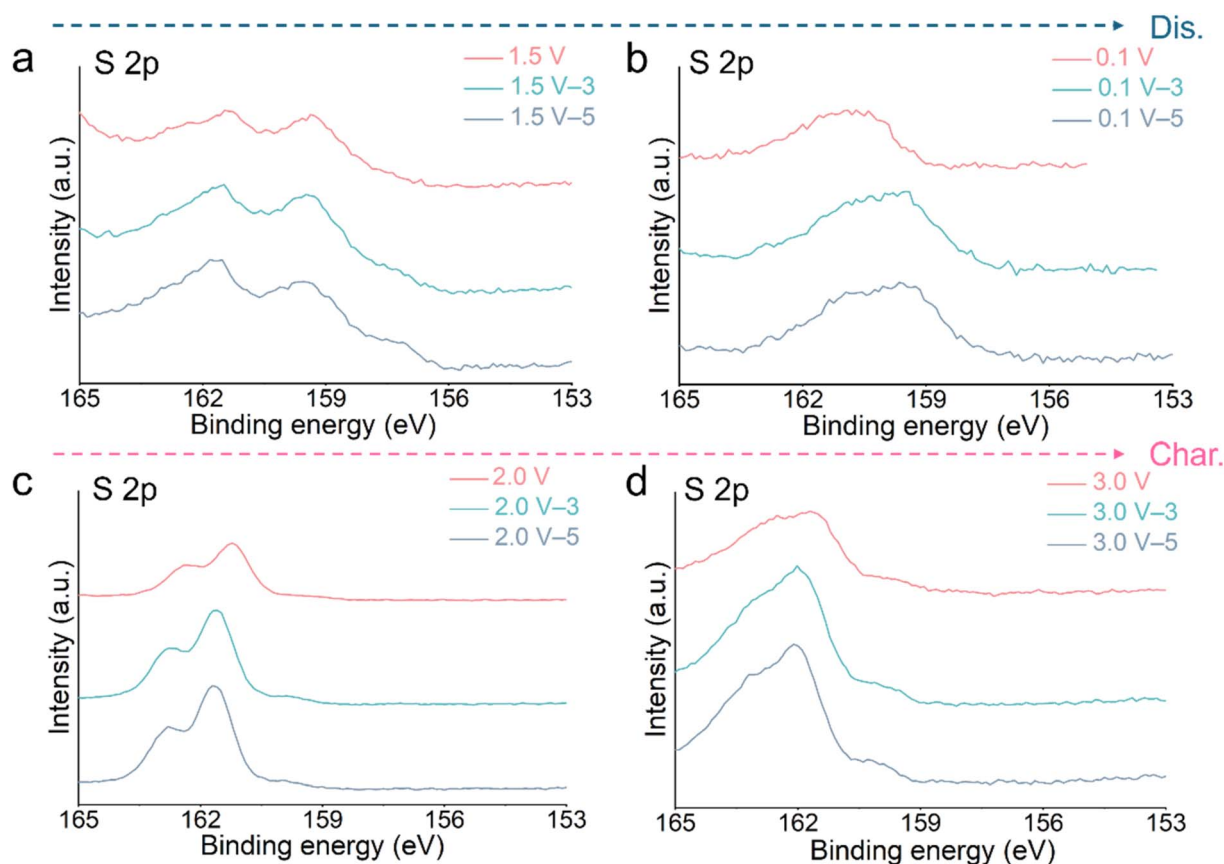 Dis.
a
S 2p
1.5 V
1.5 V–3
1.5 V–5
Intensity (a.u.)
165 162 159 156 153
Binding energy (eV)
b
S 2p
0.1 V
0.1 V–3
0.1 V–5
Intensity (a.u.)
165 162 159 156 153
Binding energy (eV)
Char.
c
S 2p
2.0 V
2.0 V–3
2.0 V–5
Intensity (a.u.)
165 162 159 156 153
Binding energy (eV)
d
S 2p
3.0 V
3.0 V–3
3.0 V–5
Intensity (a.u.)
165 162 159 156 153
Binding energy (eV)